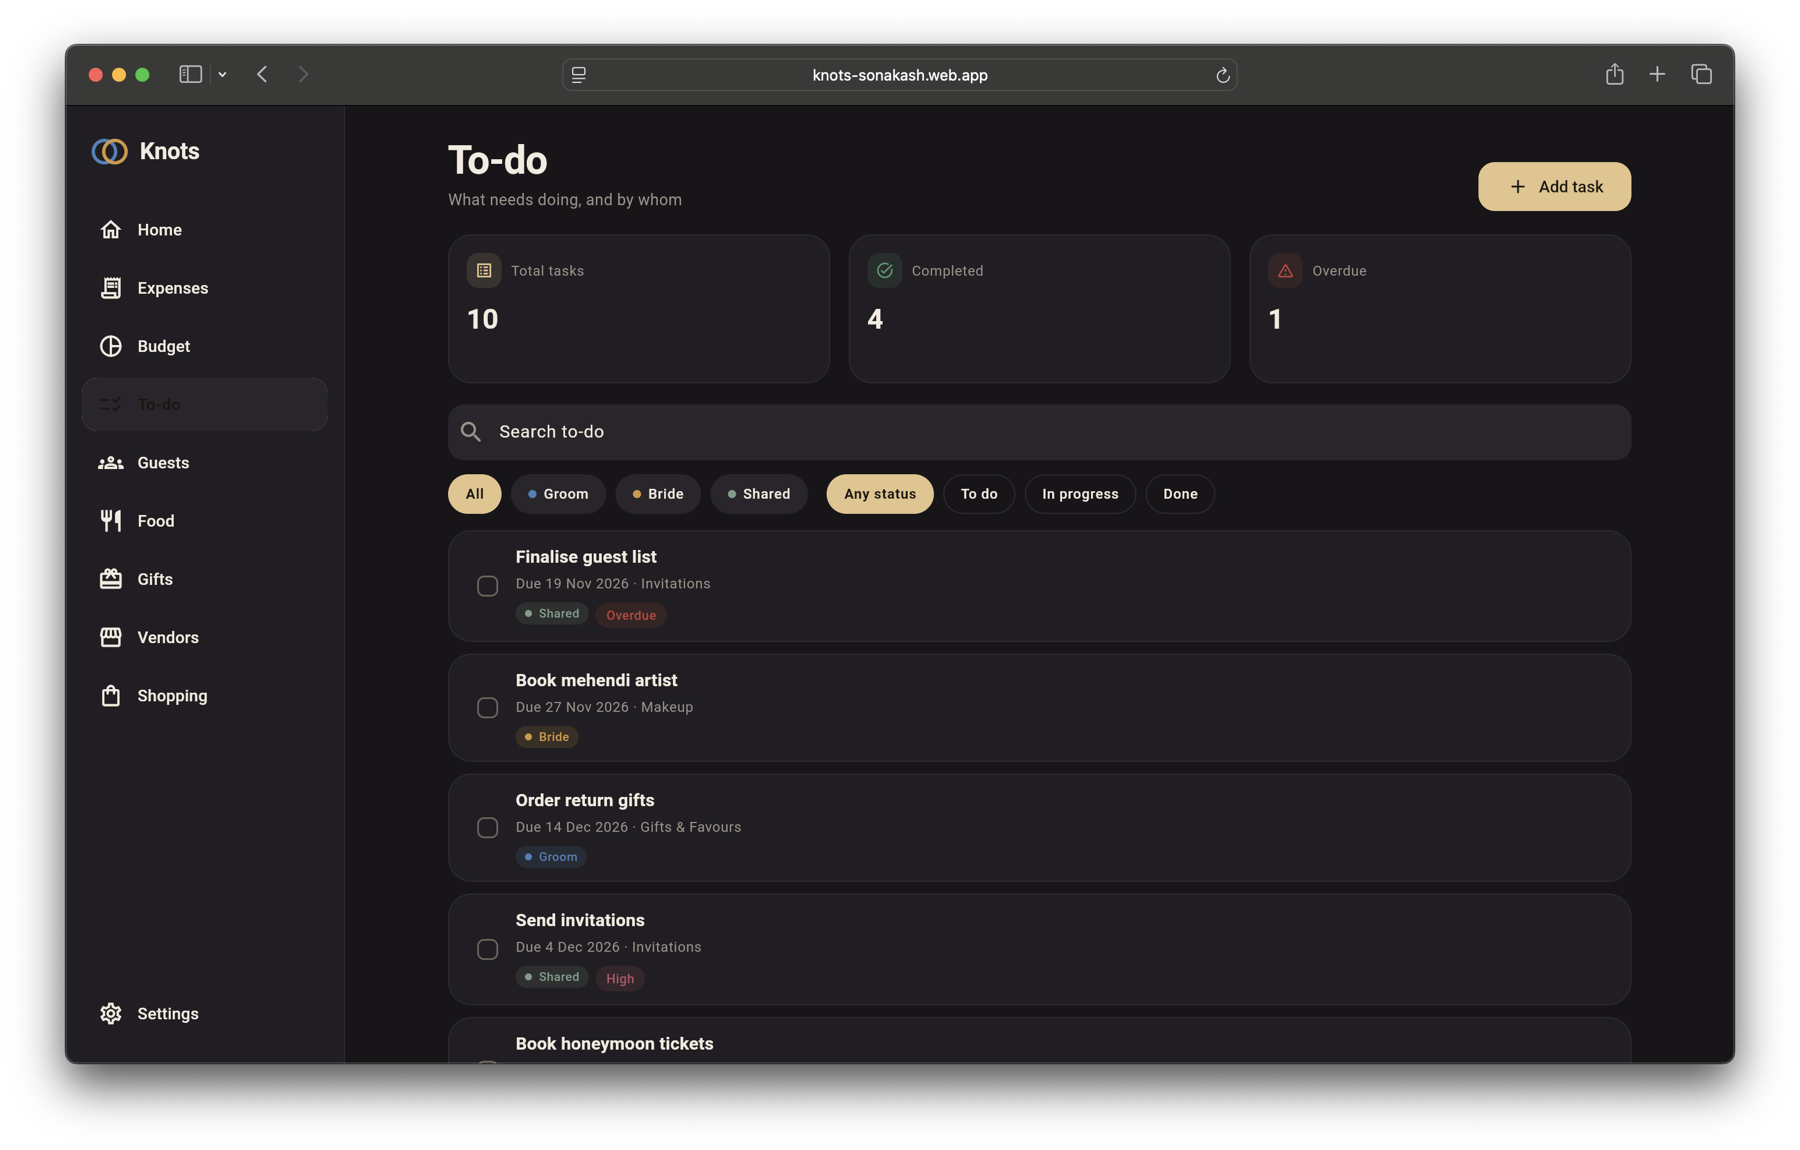 knots-sonakash.web.app
Knots
Home
Expenses
Budget
To-do
Guests
Food
Gifts
Vendors
Shopping
Settings
To-do
What needs doing, and by whom
Add task
Total tasks
10
Completed
4
Overdue
1
Search to-do
All Groom Bride Shared Any status To do In progress Done
Finalise guest list
Due 19 Nov 2026 · Invitations
Shared Overdue
Book mehendi artist
Due 27 Nov 2026 · Makeup
Bride
Order return gifts
Due 14 Dec 2026 · Gifts & Favours
Groom
Send invitations
Due 4 Dec 2026 · Invitations
Shared High
Book honeymoon tickets